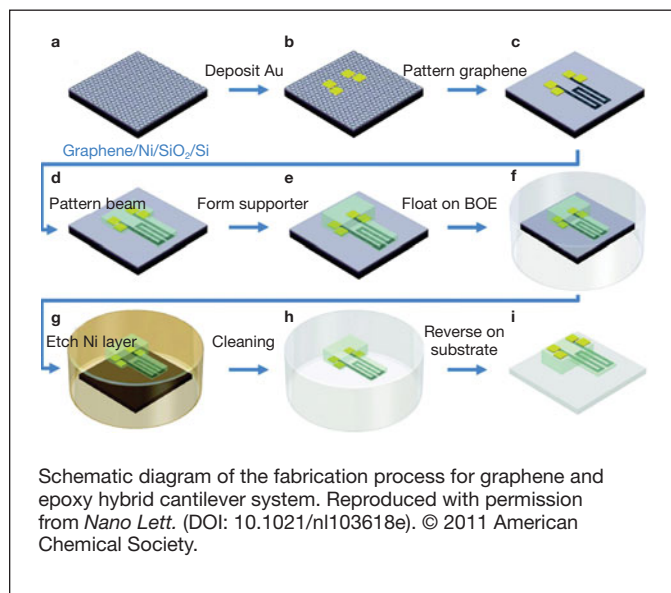 a b c
Deposit Au Pattern graphene
Graphene/Ni/SiO₂/Si
d e f
Pattern beam Form supporter Float on BOE
g h i
Etch Ni layer Cleaning Reverse on
substrate
Schematic diagram of the fabrication process for graphene and
epoxy hybrid cantilever system. Reproduced with permission
from Nano Lett. (DOI: 10.1021/nl103618e). © 2011 American
Chemical Society.